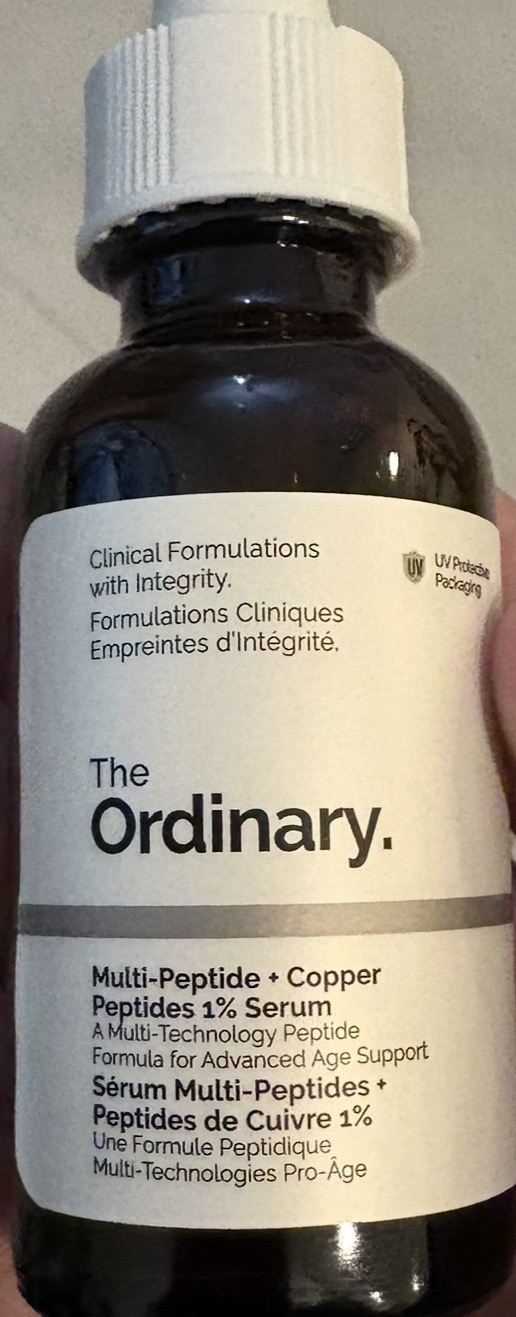 Clinical Formulations
with Integrity.
Formulations Cliniques
Empreintes d'Intégrité.
UV
UV Protective
Packaging
The
Ordinary.
Multi-Peptide + Copper
Peptides 1% Serum
A Multi-Technology Peptide
Formula for Advanced Age Support
Sérum Multi-Peptides +
Peptides de Cuivre 1%
Une Formule Peptidique
Multi-Technologies Pro-Âge